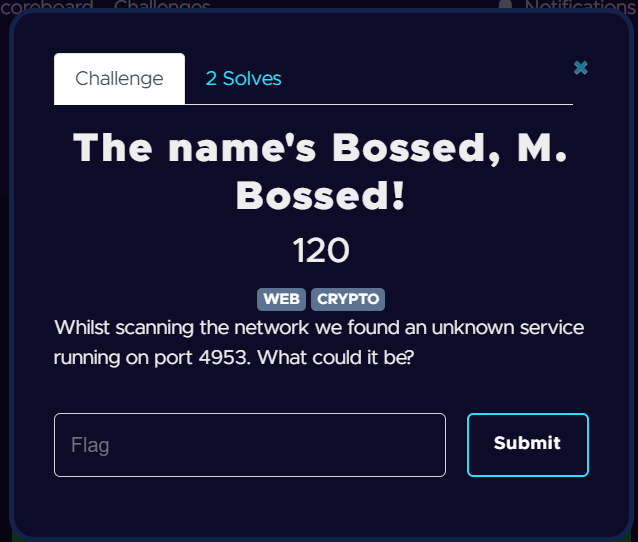 coreboard Challenges Notifications
Challenge 2 Solves
The name's Bossed, M.
Bossed!
120
WEB CRYPTO
Whilst scanning the network we found an unknown service
running on port 4953. What could it be?
Flag Submit